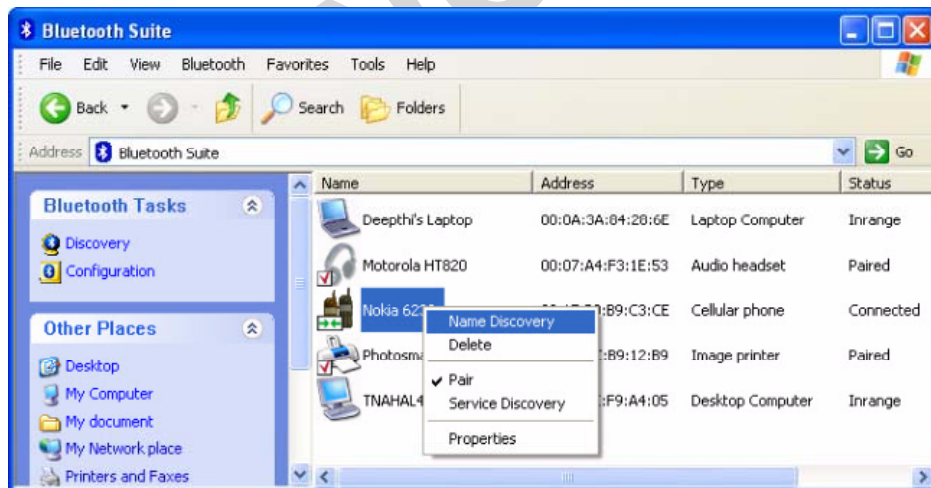 Bluetooth Suite
File Edit View Bluetooth Favorites Tools Help
Back Search Folders
Address Bluetooth Suite Go
Name Address Type Status
Bluetooth Tasks
Discovery
Configuration
Other Places
Desktop
My Computer
My document
My Network place
Printers and Faxes
Deepthi's Laptop 00:0A:3A:84:28:6E Laptop Computer Inrange
Motorola HT820 00:07:A4:F3:1E:53 Audio headset Paired
Nokia 623 :B9:C3:CE Cellular phone Connected
Photosma :B9:12:B9 Image printer Paired
TNAHAL4 :F9:A4:05 Desktop Computer Inrange
Name Discovery
Delete
Pair
Service Discovery
Properties